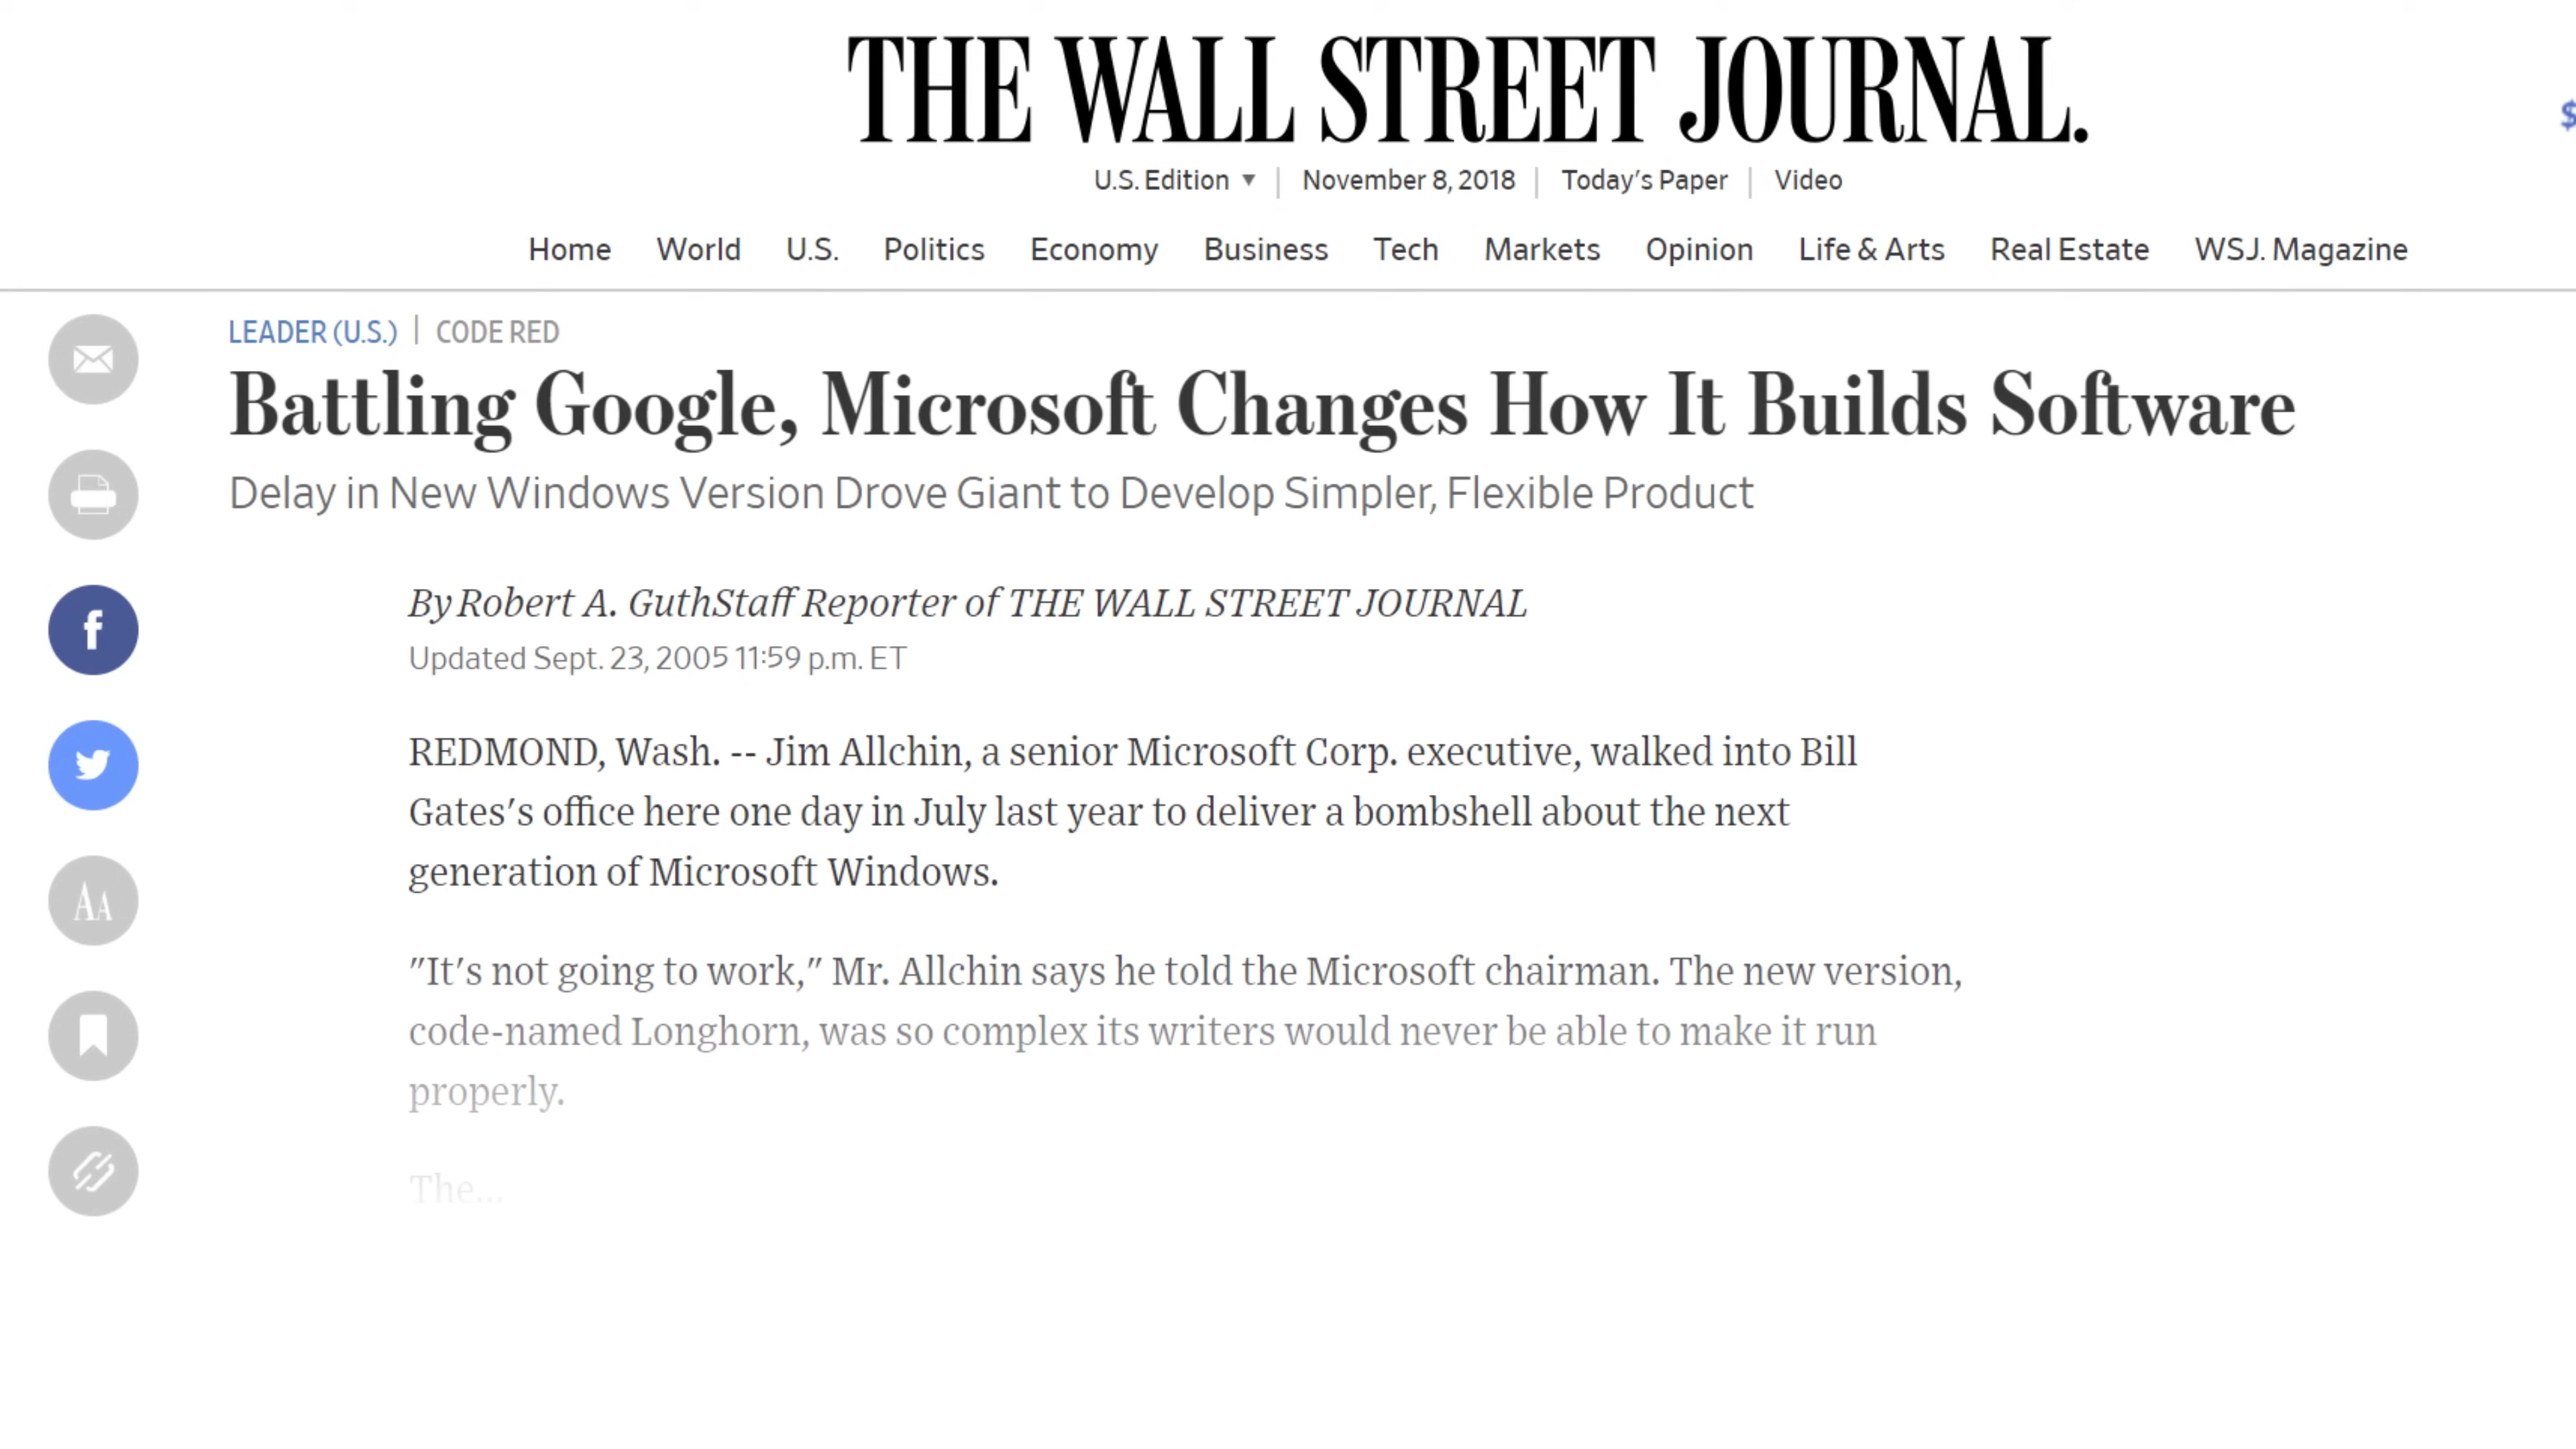 THE WALL STREET JOURNAL.
$
U.S. Edition ▼ | November 8, 2018 | Today's Paper | Video
Home World U.S. Politics Economy Business Tech Markets Opinion Life & Arts Real Estate WSJ. Magazine
LEADER (U.S.) | CODE RED
Battling Google, Microsoft Changes How It Builds Software
Delay in New Windows Version Drove Giant to Develop Simpler, Flexible Product
By Robert A. GuthStaff Reporter of THE WALL STREET JOURNAL
Updated Sept. 23, 2005 11:59 p.m. ET
REDMOND, Wash. -- Jim Allchin, a senior Microsoft Corp. executive, walked into Bill
Gates's office here one day in July last year to deliver a bombshell about the next
generation of Microsoft Windows.
"It's not going to work," Mr. Allchin says he told the Microsoft chairman. The new version,
code-named Longhorn, was so complex its writers would never be able to make it run
properly.
The...
f
AA